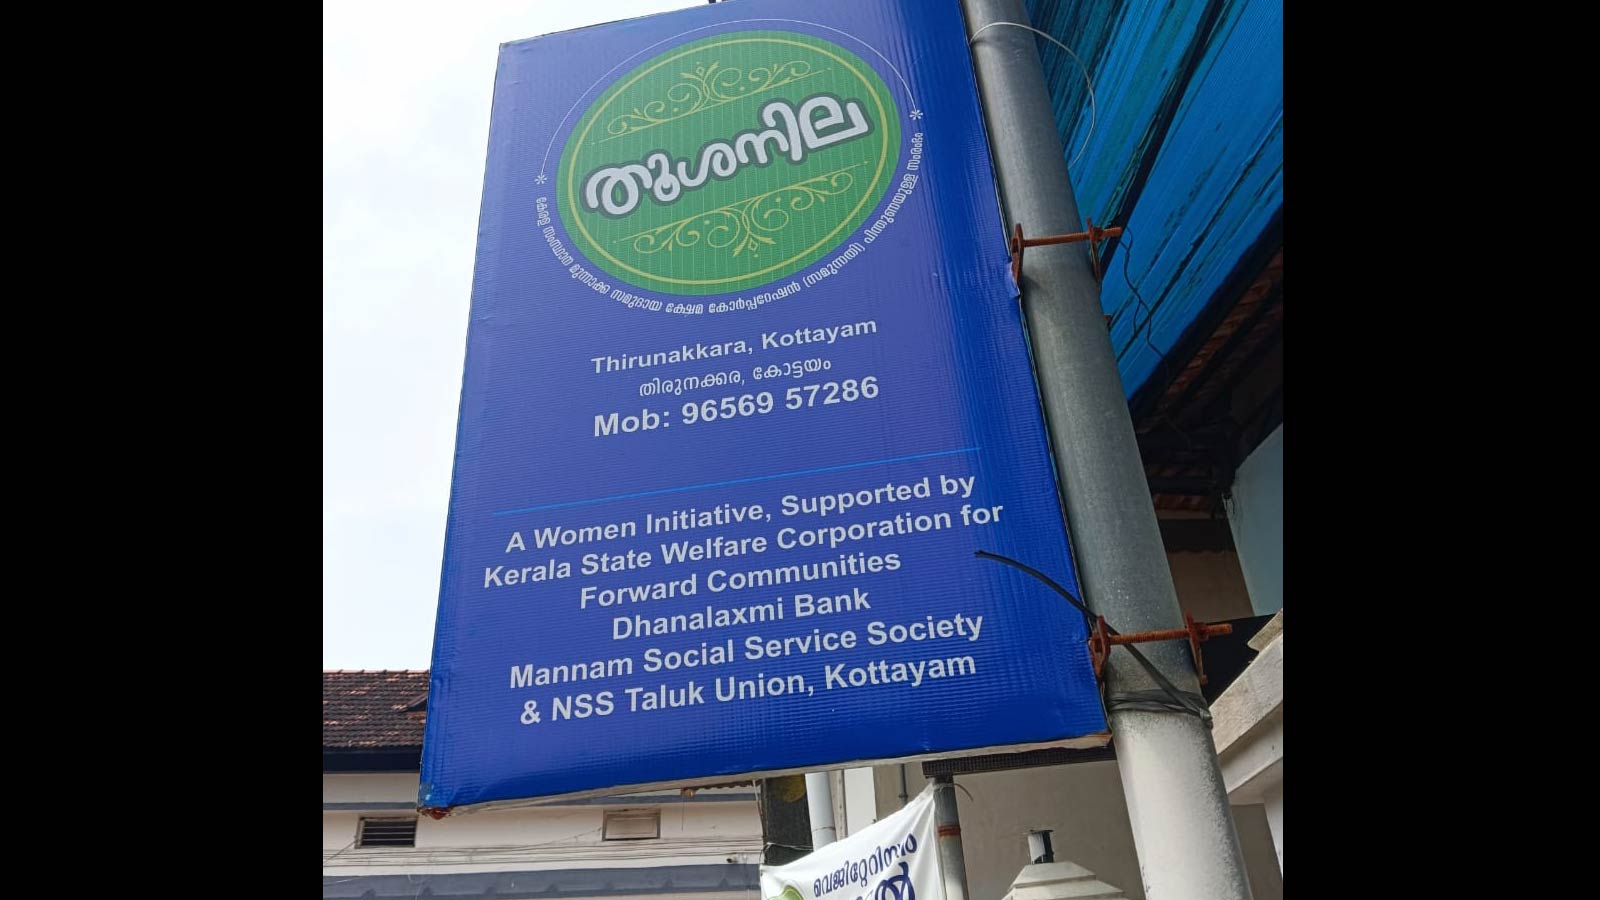 തൂശനില
* കേരള സംസ്ഥാന മുന്നാക്ക സമുദായ ക്ഷേമ കോർപ്പറേഷൻ (സമുന്നതി) പിന്തുണയുള്ള സംരംഭം *
Thirunakkara, Kottayam
തിരുനക്കര, കോട്ടയം
Mob: 96569 57286
A Women Initiative, Supported by
Kerala State Welfare Corporation for
Forward Communities
Dhanalaxmi Bank
Mannam Social Service Society
& NSS Taluk Union, Kottayam
വെജിറ്റേറിയൻ